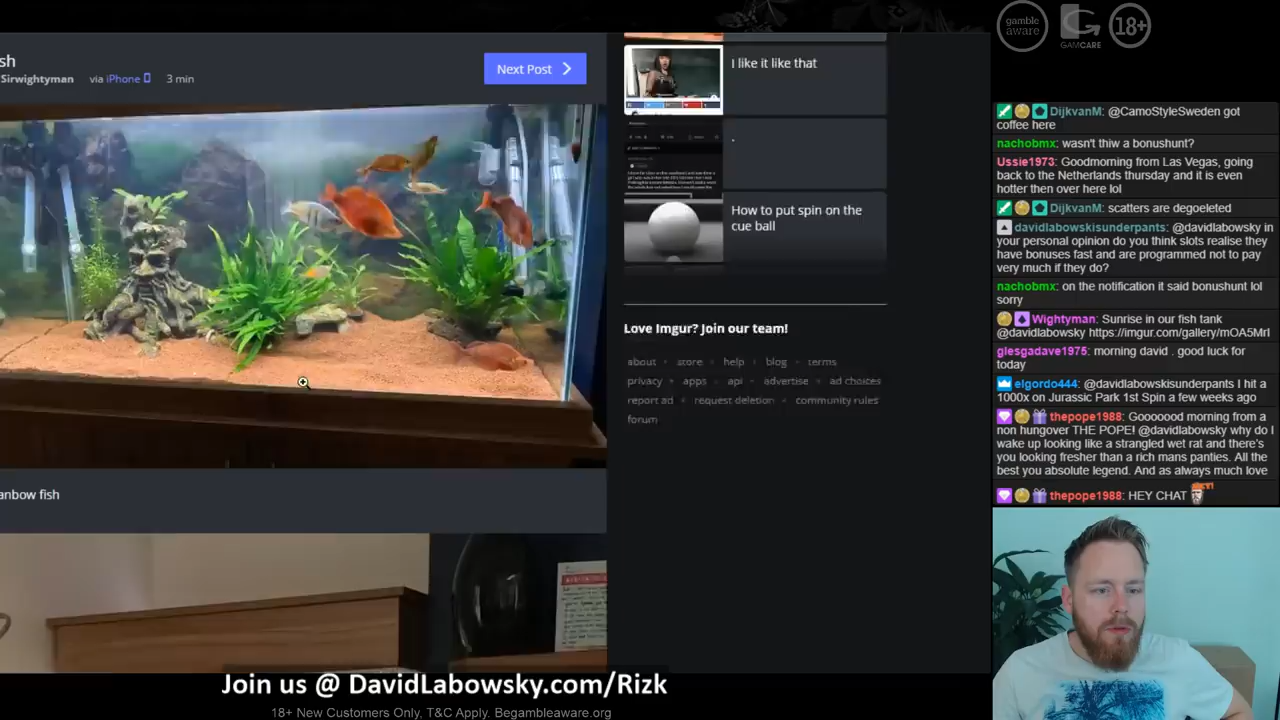 gamble
aware
GAMCARE
18+
sh
Sirwightyman via iPhone 3 min
Next Post
I like it like that
.
How to put spin on the
cue ball
Love Imgur? Join our team!
about store help blog terms
privacy apps api advertise ad choices
report ad request deletion community rules
forum
anbow fish
DijkvanM: @CamoStyleSweden got
coffee here
nachobmx: wasn't thiw a bonushunt?
Ussie1973: Goodmorning from Las Vegas, going
back to the Netherlands thursday and it is even
hotter then over here lol
DijkvanM: scatters are degoeleted
davidlabowskisunderpants: @davidlabowsky in
your personal opinion do you think slots realise they
have bonuses fast and are programmed not to pay
very much if they do?
nachobmx: on the notification it said bonushunt lol
sorry
Wightyman: Sunrise in our fish tank
@davidlabowsky https://imgur.com/gallery/mOA5MrI
glesgadave1975: morning david . good luck for
today
elgordo444: @davidlabowskisunderpants I hit a
1000x on Jurassic Park 1st Spin a few weeks ago
thepope1988: Gooooood morning from a
non hungover THE POPE! @davidlabowsky why do I
wake up looking like a strangled wet rat and there's
you looking fresher than a rich mans panties. All the
best you absolute legend. And as always much love
thepope1988: HEY CHAT
Join us @ DavidLabowsky.com/Rizk
18+ New Customers Only, T&C Apply. Begambleaware.org